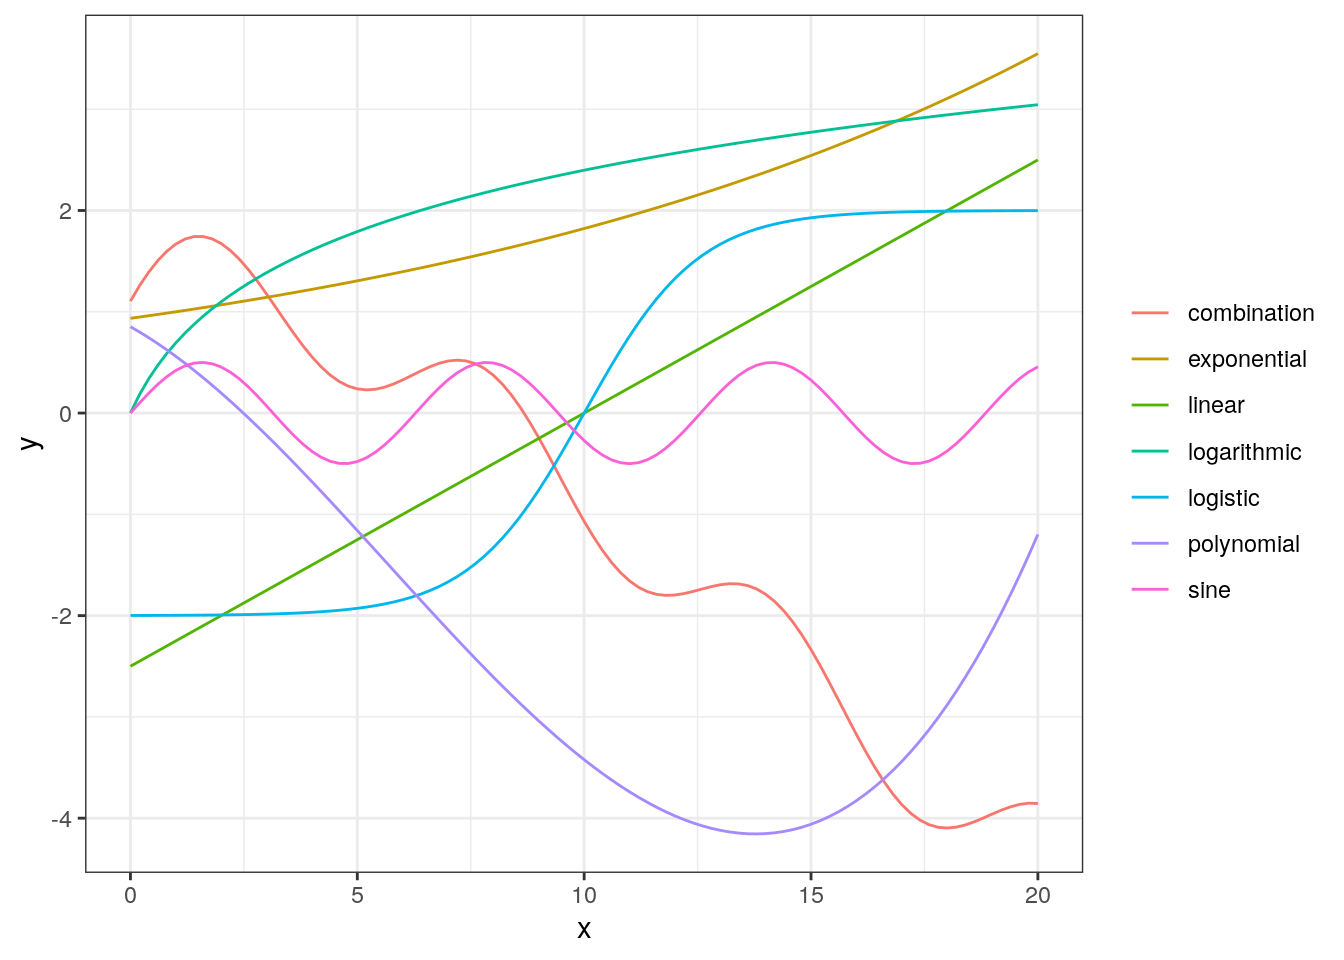 2
0
-2
-4
y
0 5 10 15 20
x
combination
exponential
linear
logarithmic
logistic
polynomial
sine